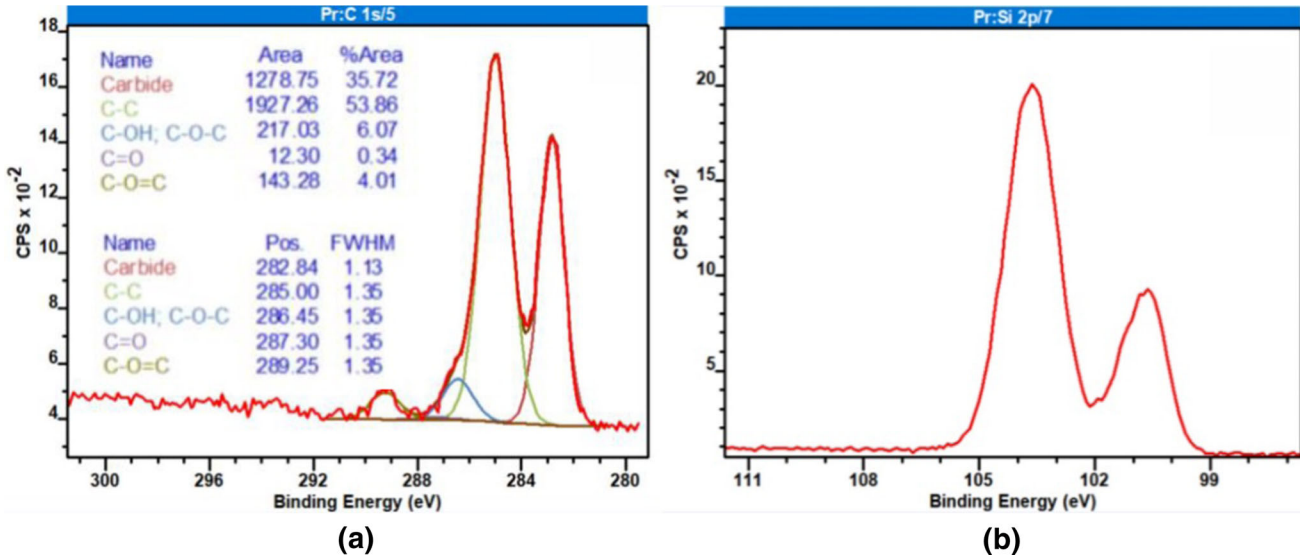 Pr:C 1s/5
18
16
14
12
10
8
6
4
CPS x 10⁻²
Name Area %Area
Carbide 1278.75 35.72
C-C 1927.26 53.86
C-OH; C-O-C 217.03 6.07
C=O 12.30 0.34
C-O=C 143.28 4.01
Name Pos. FWHM
Carbide 282.84 1.13
C-C 285.00 1.35
C-OH; C-O-C 286.45 1.35
C=O 287.30 1.35
C-O=C 289.25 1.35
300 296 292 288 284 280
Binding Energy (eV)
(a)
Pr:Si 2p/7
20
15
10
5
CPS x 10⁻²
111 108 105 102 99
Binding Energy (eV)
(b)